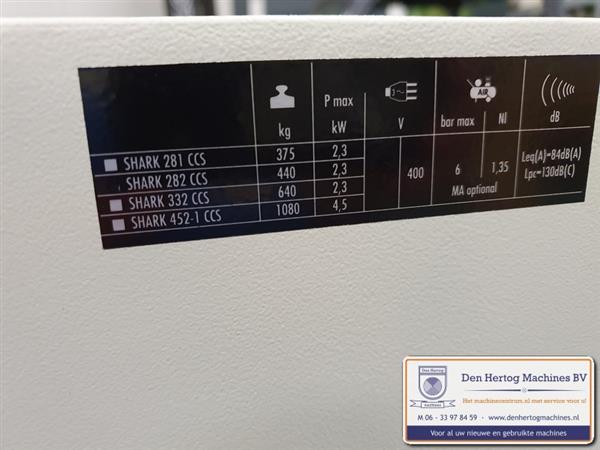 kg
P max
kW
3~
V
AIR
bar max Nl
dB
SHARK 281 CCS 375 2,3
SHARK 282 CCS 440 2,3
SHARK 332 CCS 640 2,3
SHARK 452-1 CCS 1080 4,5
400
6 1,35
MA optional
Leq(A)=84dB(A)
Lpc=130dB(C)
Den Hertog
Den Hertog Machines BV
Het machinecentrum.nl met service voor u!
M 06 - 33 97 84 59 · www.denhertogmachines.nl
Voor al uw nieuwe en gebruikte machines